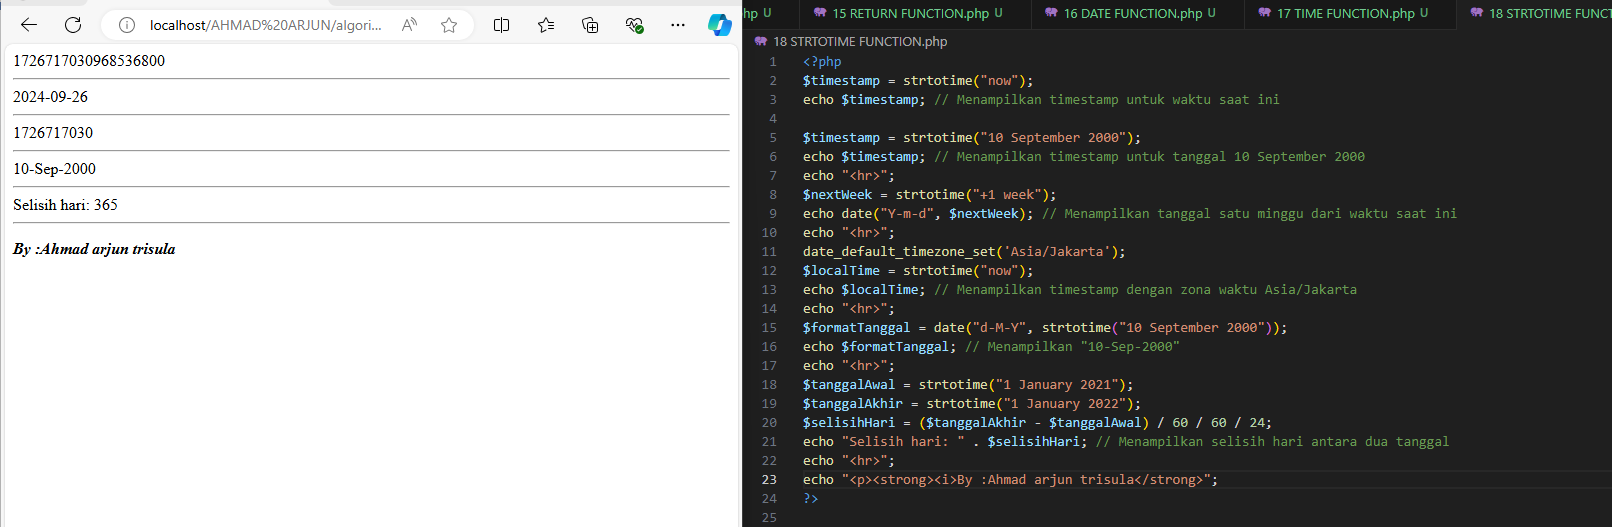 localhost/AHMAD%20ARJUN/algori...
1726717030968536800
2024-09-26
1726717030
10-Sep-2000
Selisih hari: 365
By :Ahmad arjun trisula
hp U
15 RETURN FUNCTION.php U
16 DATE FUNCTION.php U
17 TIME FUNCTION.php U
18 STRTOTIME FUNCT
18 STRTOTIME FUNCTION.php
1 <?php
2 $timestamp = strtotime("now");
3 echo $timestamp; // Menampilkan timestamp untuk waktu saat ini
4
5 $timestamp = strtotime("10 September 2000");
6 echo $timestamp; // Menampilkan timestamp untuk tanggal 10 September 2000
7 echo "<hr>";
8 $nextWeek = strtotime("+1 week");
9 echo date("Y-m-d", $nextWeek); // Menampilkan tanggal satu minggu dari waktu saat ini
10 echo "<hr>";
11 date_default_timezone_set('Asia/Jakarta');
12 $localTime = strtotime("now");
13 echo $localTime; // Menampilkan timestamp dengan zona waktu Asia/Jakarta
14 echo "<hr>";
15 $formatTanggal = date("d-M-Y", strtotime("10 September 2000"));
16 echo $formatTanggal; // Menampilkan "10-Sep-2000"
17 echo "<hr>";
18 $tanggalAwal = strtotime("1 January 2021");
19 $tanggalAkhir = strtotime("1 January 2022");
20 $selisihHari = ($tanggalAkhir - $tanggalAwal) / 60 / 60 / 24;
21 echo "Selisih hari: " . $selisihHari; // Menampilkan selisih hari antara dua tanggal
22 echo "<hr>";
23 echo "<p><strong><i>By :Ahmad arjun trisula</strong>";
24 ?>
25